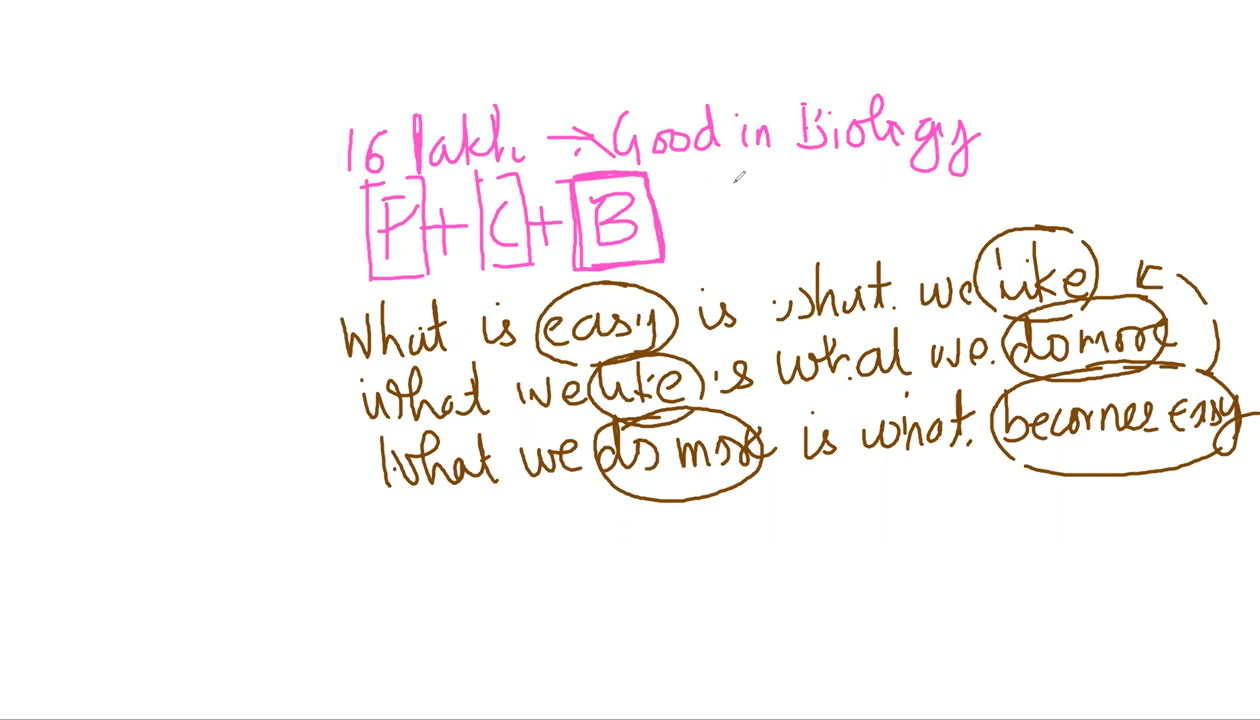 16 lakh → Good in Biology
P + C + B
What is easy is what we like
What we like is what we do more
What we do more is what becomes easy